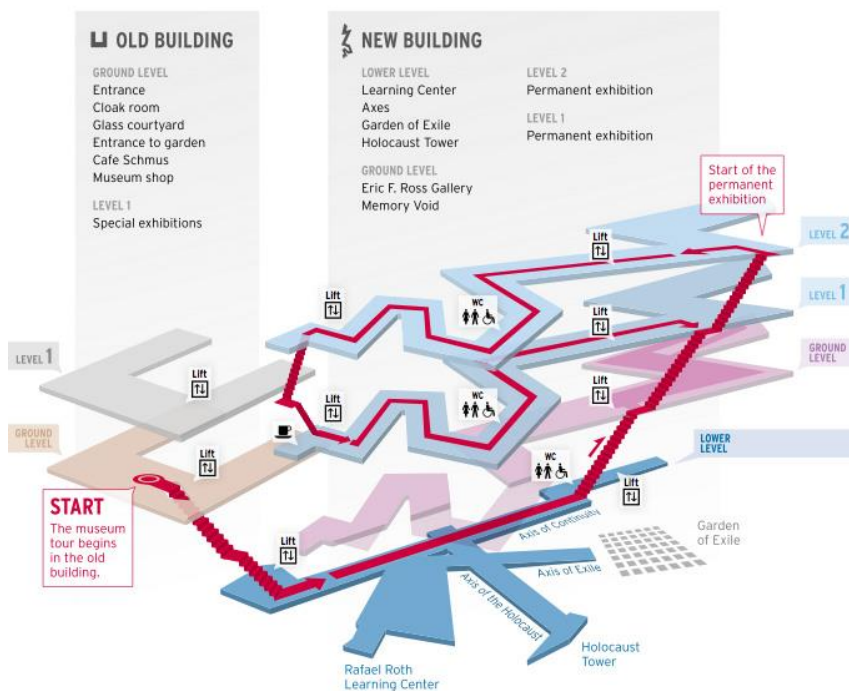 OLD BUILDING
GROUND LEVEL
Entrance
Cloak room
Glass courtyard
Entrance to garden
Cafe Schmus
Museum shop
LEVEL 1
Special exhibitions
NEW BUILDING
LOWER LEVEL
Learning Center
Axes
Garden of Exile
Holocaust Tower
GROUND LEVEL
Eric F. Ross Gallery
Memory Void
LEVEL 2
Permanent exhibition
LEVEL 1
Permanent exhibition
Start of the
permanent
exhibition
LEVEL 2
Lift
LEVEL 1
Lift
WC
Lift
GROUND
LEVEL
LEVEL 1
Lift
Lift
Lift
WC
GROUND
LEVEL
Lift
LOWER
LEVEL
WC
Lift
START
The museum
tour begins
in the old
building.
Lift
Axis of Continuity
Garden
of Exile
Axis of Exile
Axis of the Holocaust
Holocaust
Tower
Rafael Roth
Learning Center